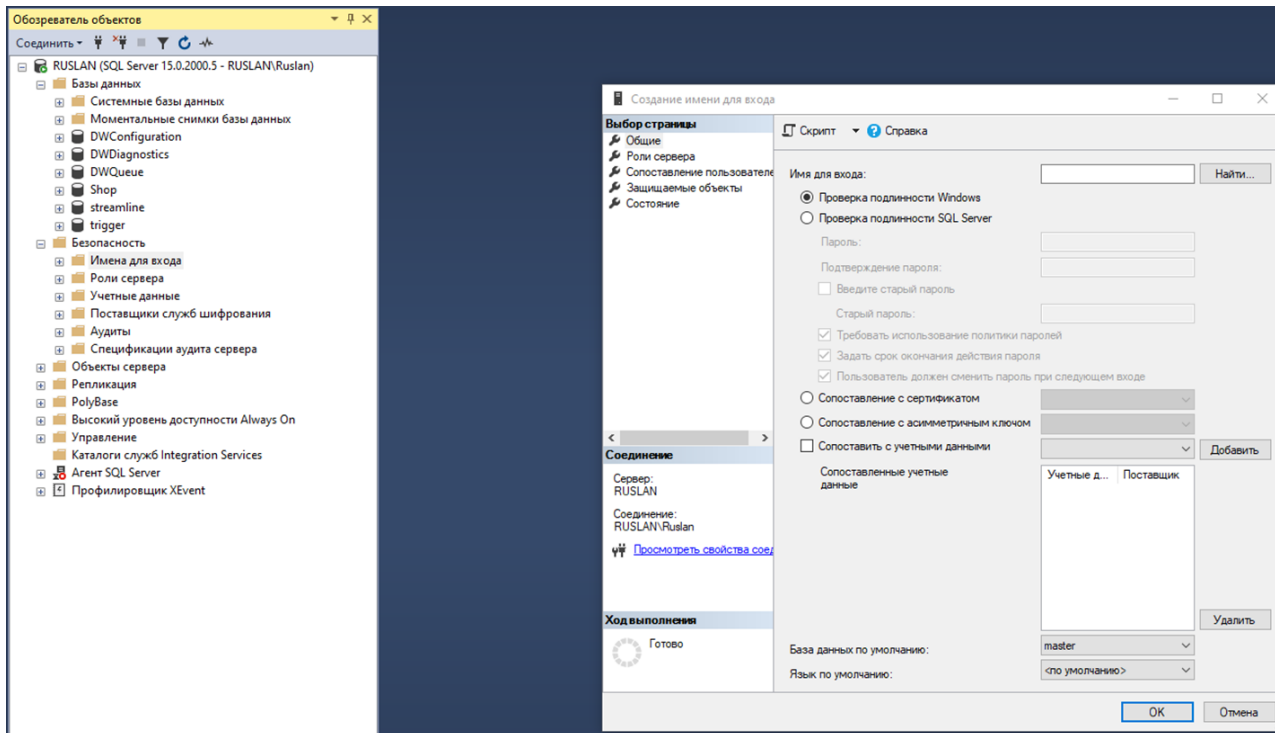 Обозреватель объектов
Соединить
RUSLAN (SQL Server 15.0.2000.5 - RUSLAN\Ruslan)
Базы данных
Системные базы данных
Моментальные снимки базы данных
DWConfiguration
DWDiagnostics
DWQueue
Shop
streamline
trigger
Безопасность
Имена для входа
Роли сервера
Учетные данные
Поставщики служб шифрования
Аудиты
Спецификации аудита сервера
Объекты сервера
Репликация
PolyBase
Высокий уровень доступности Always On
Управление
Каталоги служб Integration Services
Агент SQL Server
Профилировщик XEvent
Создание имени для входа
Выбор страницы
Общие
Роли сервера
Сопоставление пользователе
Защищаемые объекты
Состояние
Соединение
Сервер:
RUSLAN
Соединение:
RUSLAN\Ruslan
Просмотреть свойства соед
Ход выполнения
Готово
Скрипт
Справка
Имя для входа:
Найти...
Проверка подлинности Windows
Проверка подлинности SQL Server
Пароль:
Подтверждение пароля:
Введите старый пароль
Старый пароль:
Требовать использование политики паролей
Задать срок окончания действия пароля
Пользователь должен сменить пароль при следующем входе
Сопоставление с сертификатом
Сопоставление с асимметричным ключом
Сопоставить с учетными данными
Добавить
Сопоставленные учетные
данные
Учетные д... Поставщик
Удалить
База данных по умолчанию:
master
Язык по умолчанию:
<по умолчанию>
OK
Отмена